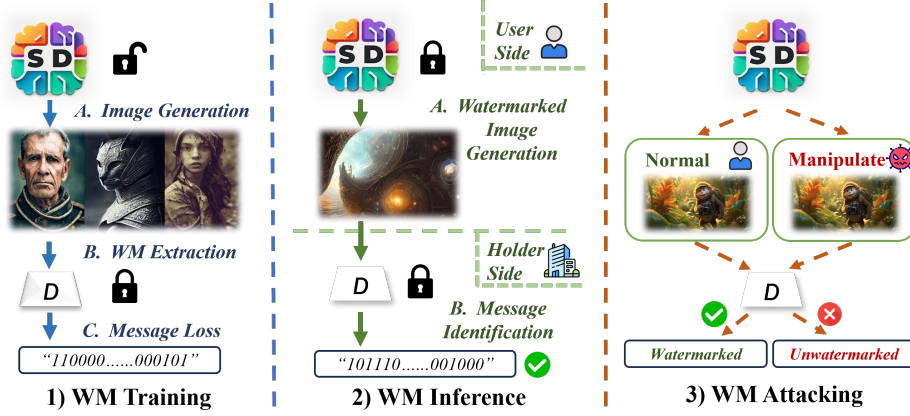 S D
A. Image Generation
B. WM Extraction
D
C. Message Loss
“110000......000101”
1) WM Training
S D
User
Side
A. Watermarked
Image
Generation
Holder
Side
D
B. Message
Identification
“101110......001000”
2) WM Inference
S D
Normal
Manipulate
D
Watermarked
Unwatermarked
3) WM Attacking